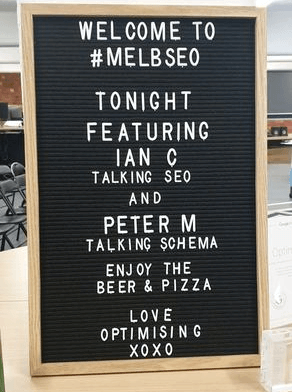 WELCOME TO
#MELBSEO
TONIGHT
FEATURING
IAN C
TALKING SEO
AND
PETER M
TALKING SCHEMA
ENJOY THE
BEER & PIZZA
LOVE
OPTIMISING
XOXO